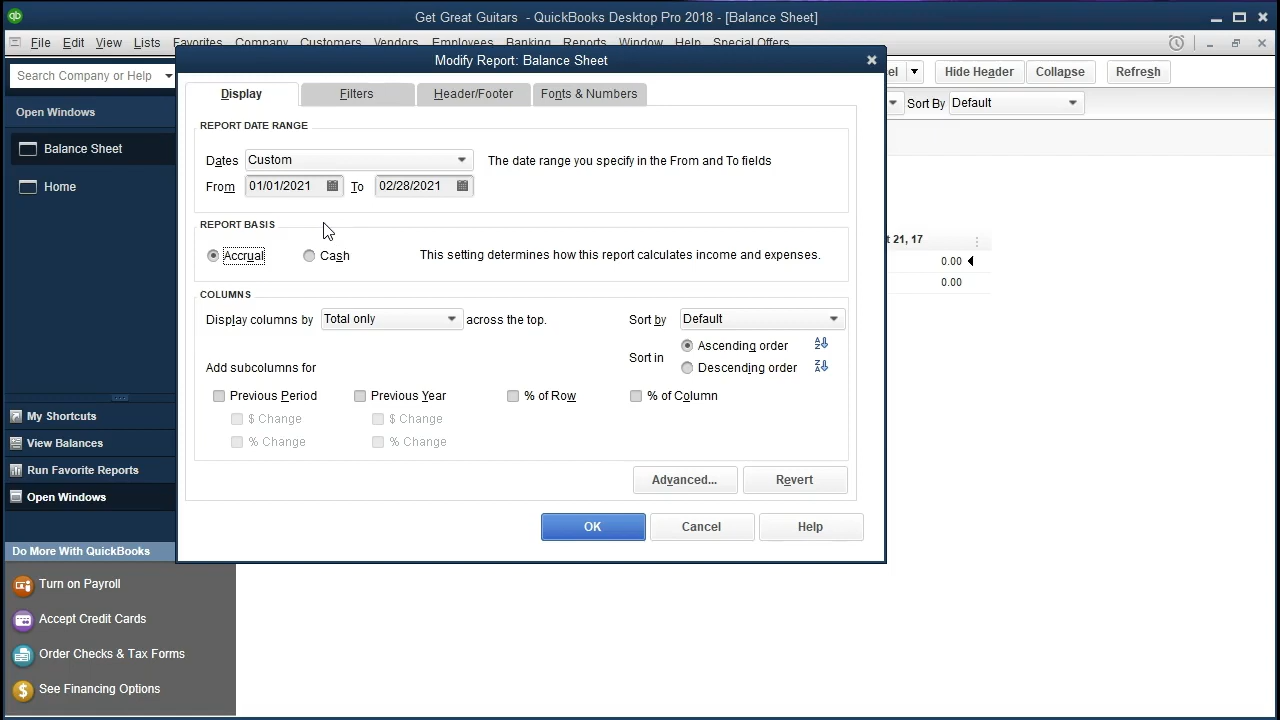 Get Great Guitars - QuickBooks Desktop Pro 2018 - [Balance Sheet]
File Edit View Lists Favorites Company Customers Vendors Employees Banking Reports Window Help Special Offers
Modify Report: Balance Sheet
Search Company or Help
Hide Header Collapse Refresh
Display Filters Header/Footer Fonts & Numbers
Sort By Default
Open Windows
REPORT DATE RANGE
Balance Sheet
Dates Custom The date range you specify in the From and To fields
Home
From 01/01/2021 To 02/28/2021
REPORT BASIS
21, 17
Accrual Cash This setting determines how this report calculates income and expenses.
0.00
0.00
COLUMNS
Display columns by Total only across the top. Sort by Default
Sort in Ascending order
Descending order
Add subcolumns for
Previous Period Previous Year % of Row % of Column
$ Change $ Change
% Change % Change
My Shortcuts
View Balances
Run Favorite Reports
Open Windows
Advanced... Revert
OK Cancel Help
Do More With QuickBooks
Turn on Payroll
Accept Credit Cards
Order Checks & Tax Forms
See Financing Options